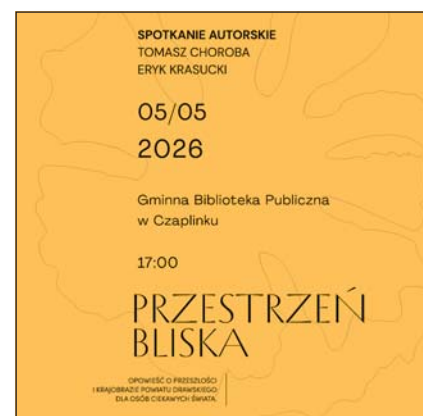 SPOTKANIE AUTORSKIE
TOMASZ CHOROBA
ERYK KRASUCKI
05/05
2026
Gminna Biblioteka Publiczna
w Czaplinku
17:00
PRZESTRZEŃ
BLISKA
OPOWIEŚĆ O PRZESZŁOŚCI
I KRAJOBRAZIE POWIATU DRAWSKIEGO
DLA OSÓB CIEKAWYCH ŚWIATA.